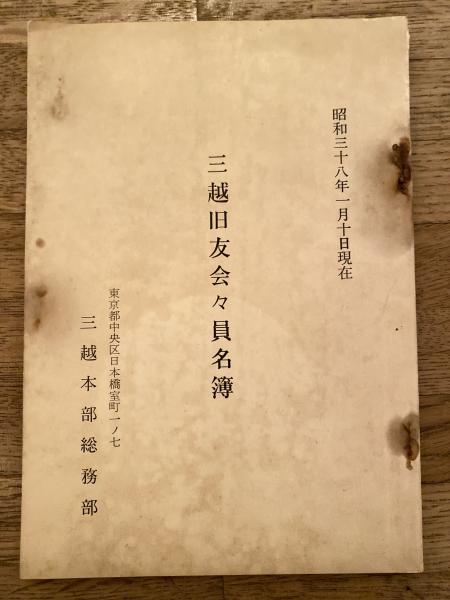 昭和三十八年一月十日現在
三越旧友会々員名簿
東京都中央区日本橋室町一ノ七
三越本部総務部